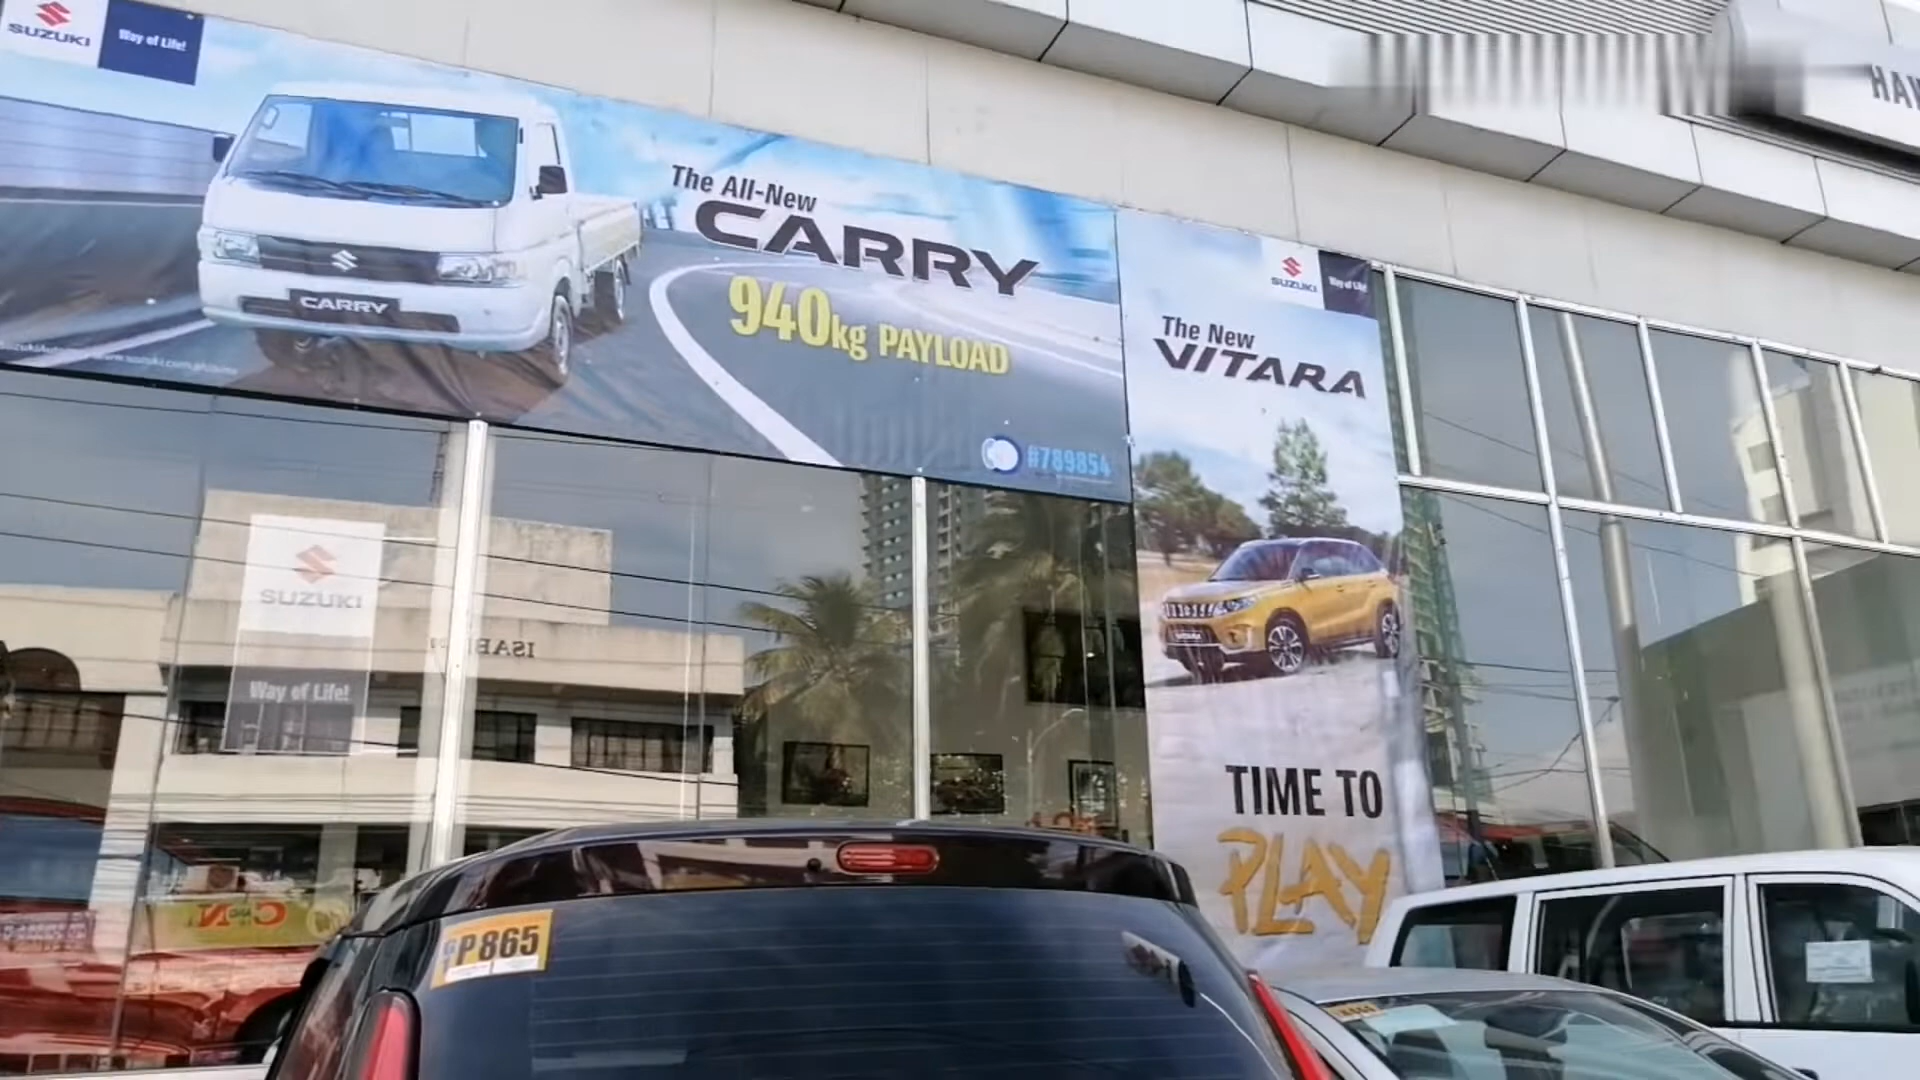 SUZUKI
Way of Life!
The All-New
CARRY
940kg PAYLOAD
CARRY
#789854
SUZUKI
Way of Life!
The New
VITARA
VITARA
TIME TO
PLAY
SUZUKI
Way of Life!
P865